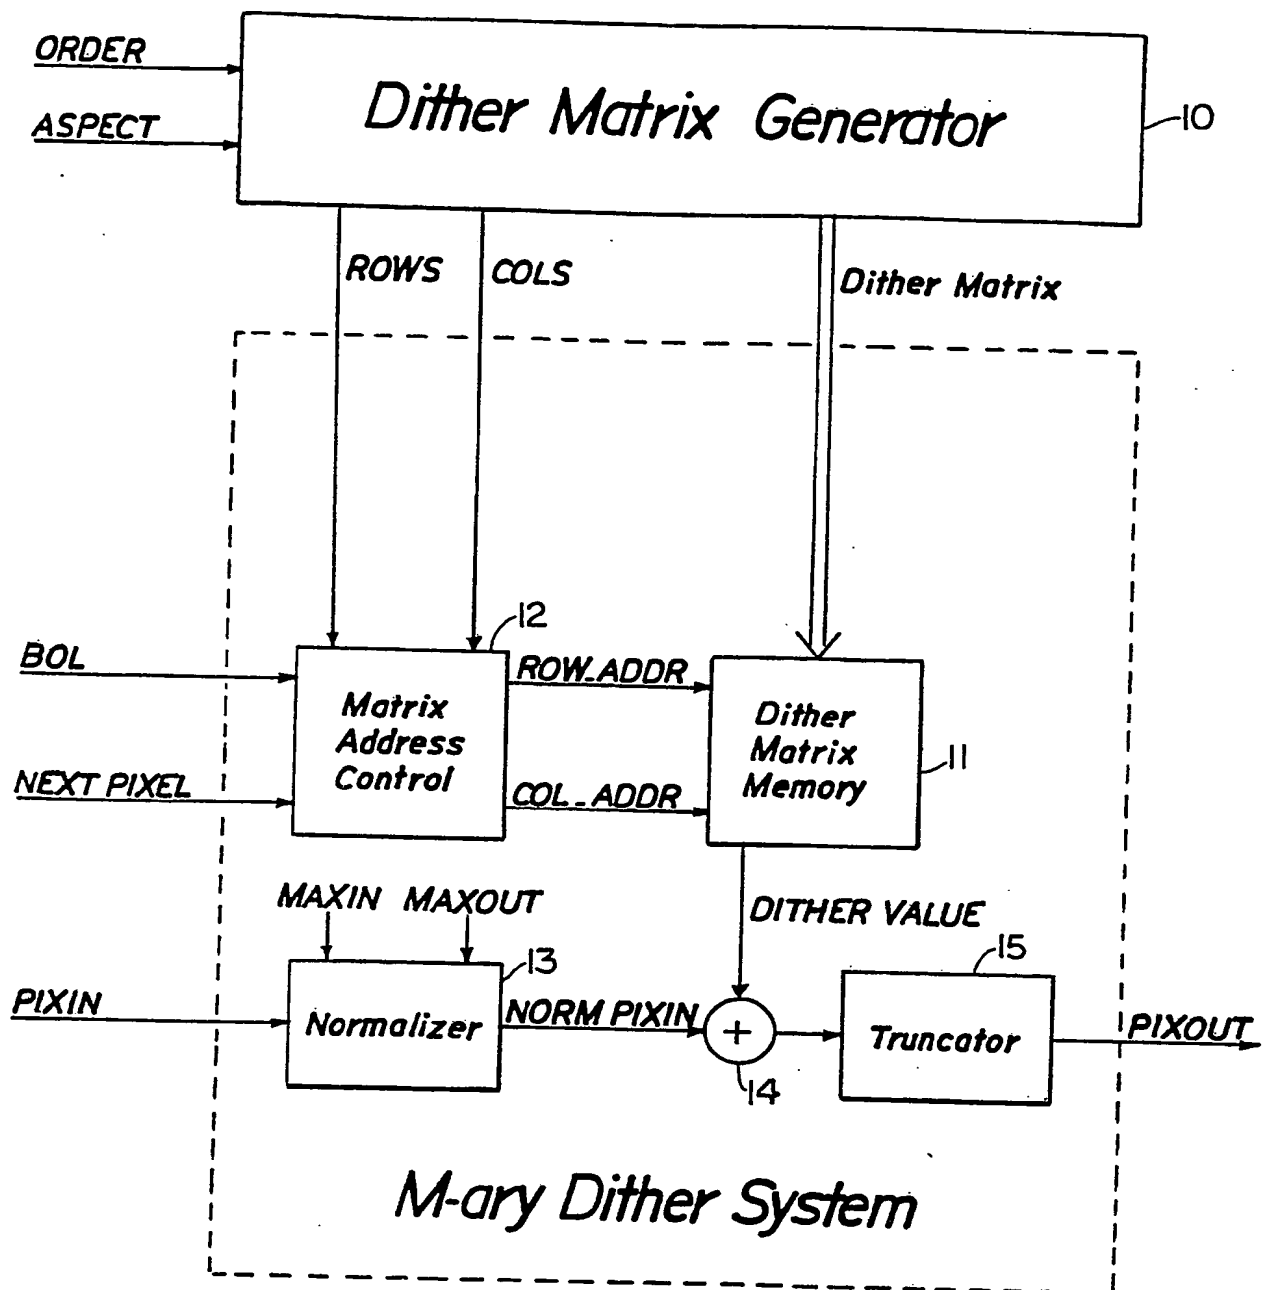 ORDER
ASPECT
Dither Matrix Generator
10
ROWS
COLS
Dither Matrix
12
BOL
ROW_ADDR
Matrix
Address
Control
Dither
Matrix
Memory
11
NEXT PIXEL
COL_ADDR
MAXIN
MAXOUT
DITHER VALUE
13
15
PIXIN
Normalizer
NORM PIXIN
+
14
Truncator
PIXOUT
M-ary Dither System